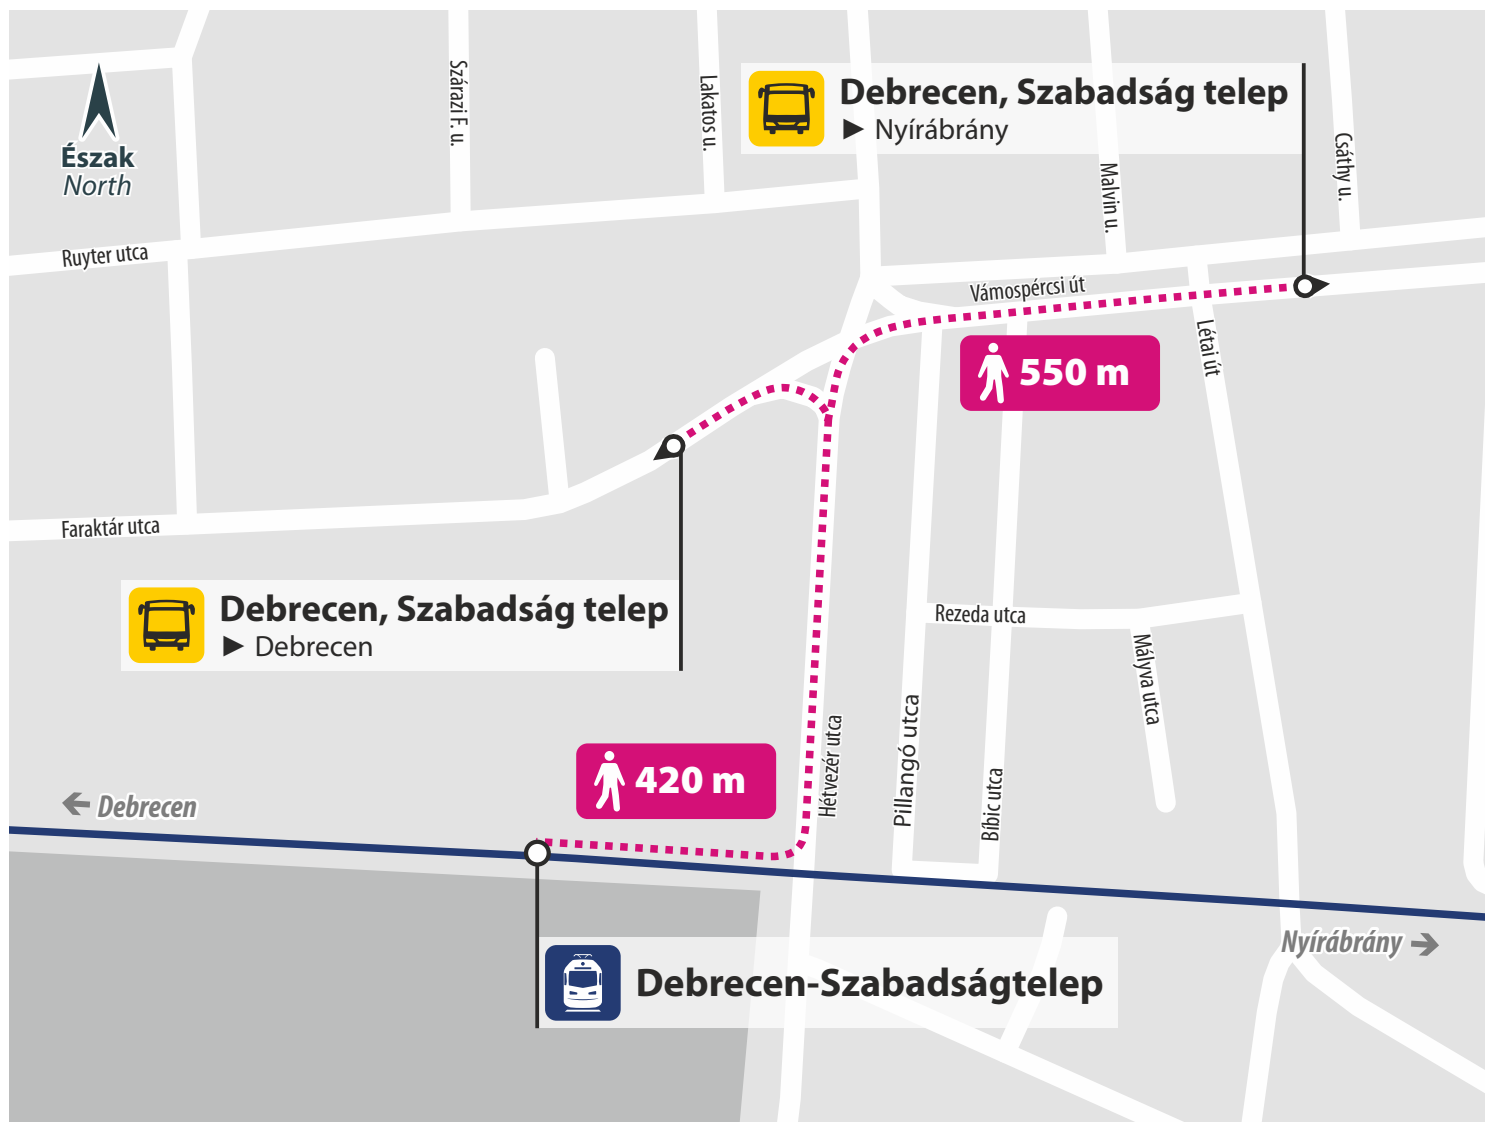 Észak
North
Szárazi F. u.
Lakatos u.
Debrecen, Szabadság telep
► Nyírábrány
Malvin u.
Csáthy u.
Ruyter utca
Vámospércsi út
Létai út
550 m
Faraktár utca
Debrecen, Szabadság telep
► Debrecen
Rezeda utca
Mályva utca
Hétvezér utca
Pillangó utca
Bíbic utca
420 m
← Debrecen
Nyírábrány →
Debrecen-Szabadságtelep